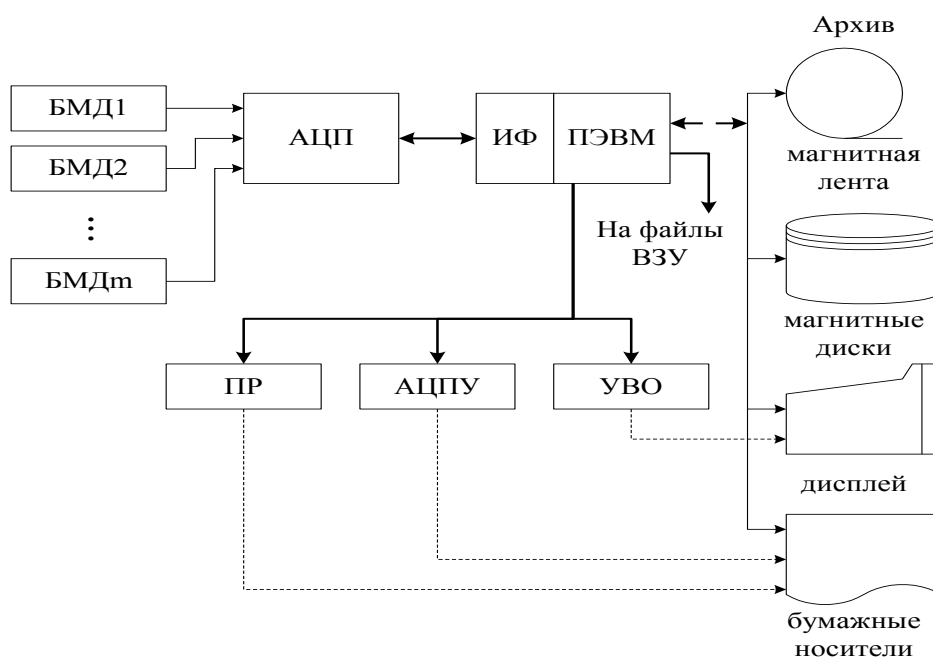 Архив
БМД1
АЦП
ИФ
ПЭВМ
БМД2
магнитная
лента
...
На файлы
ВЗУ
БМДm
магнитные
диски
ПР
АЦПУ
УВО
дисплей
бумажные
носители